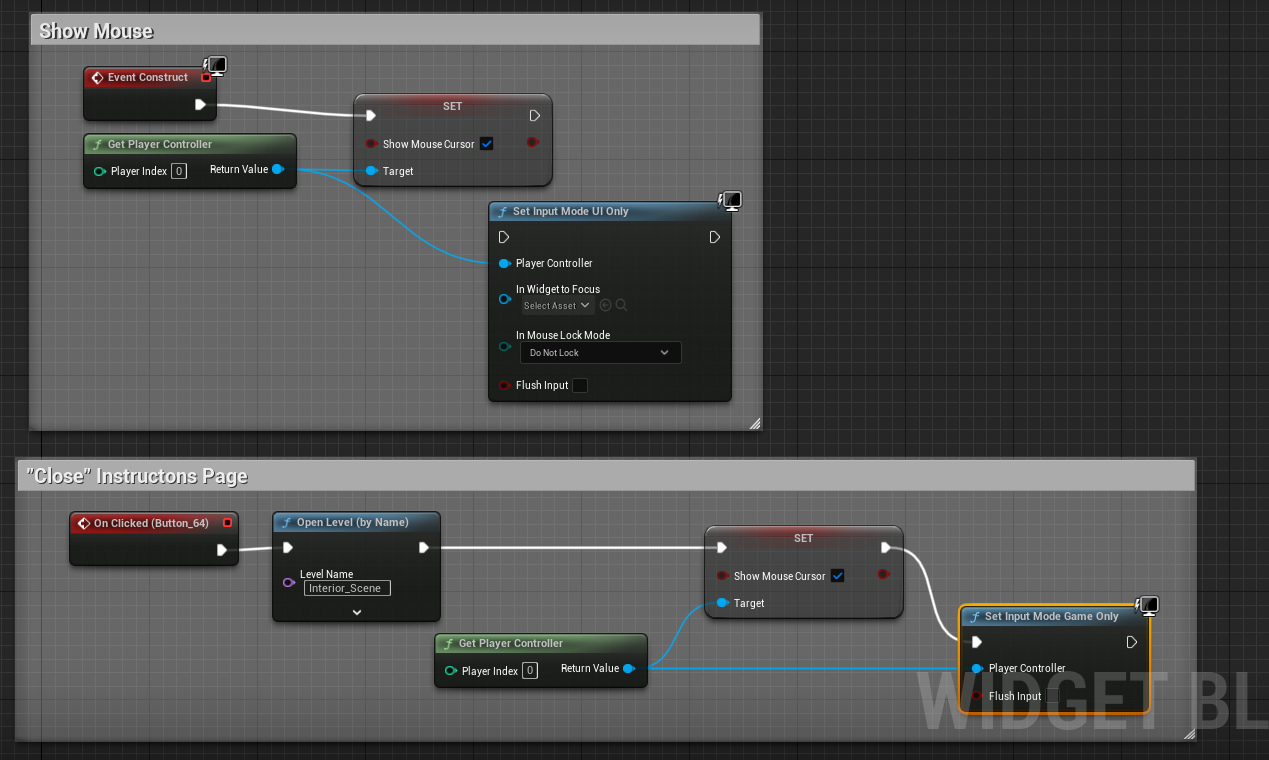 Show Mouse
Event Construct
SET
Get Player Controller
Show Mouse Cursor
Player Index 0 Return Value
Target
f Set Input Mode UI Only
Player Controller
In Widget to Focus
Select Asset
In Mouse Lock Mode
Do Not Lock
Flush Input
"Close" Instructons Page
On Clicked (Button_64)
f Open Level (by Name)
Level Name
Interior_Scene
SET
Show Mouse Cursor
Target
f Get Player Controller
Player Index 0 Return Value
f Set Input Mode Game Only
Player Controller
Flush Input
WIDGET BL